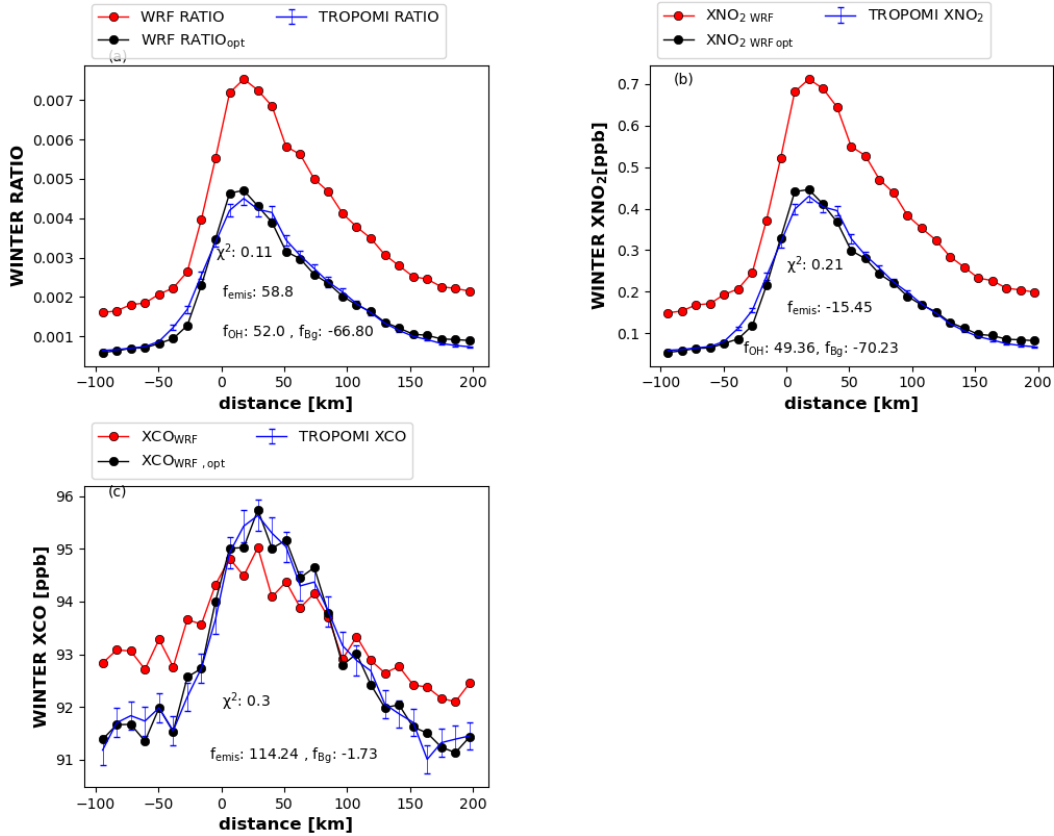 WRF RATIO
TROPOMI RATIO
WRF RATIOopt
(a)
0.007
0.006
0.005
0.004
0.003
0.002
0.001
WINTER RATIO
χ²: 0.11
femis: 58.8
fOH: 52.0 , fBg: -66.80
−100 −50 0 50 100 150 200
distance [km]
XNO₂ WRF
TROPOMI XNO₂
XNO₂ WRF opt
(b)
0.7
0.6
0.5
0.4
0.3
0.2
0.1
WINTER XNO₂[ppb]
χ²: 0.21
femis: -15.45
fOH: 49.36, fBg: -70.23
−100 −50 0 50 100 150 200
distance [km]
XCOWRF
TROPOMI XCO
XCOWRF ,opt
(c)
96
95
94
93
92
91
WINTER XCO [ppb]
χ²: 0.3
femis: 114.24 , fBg: -1.73
−100 −50 0 50 100 150 200
distance [km]